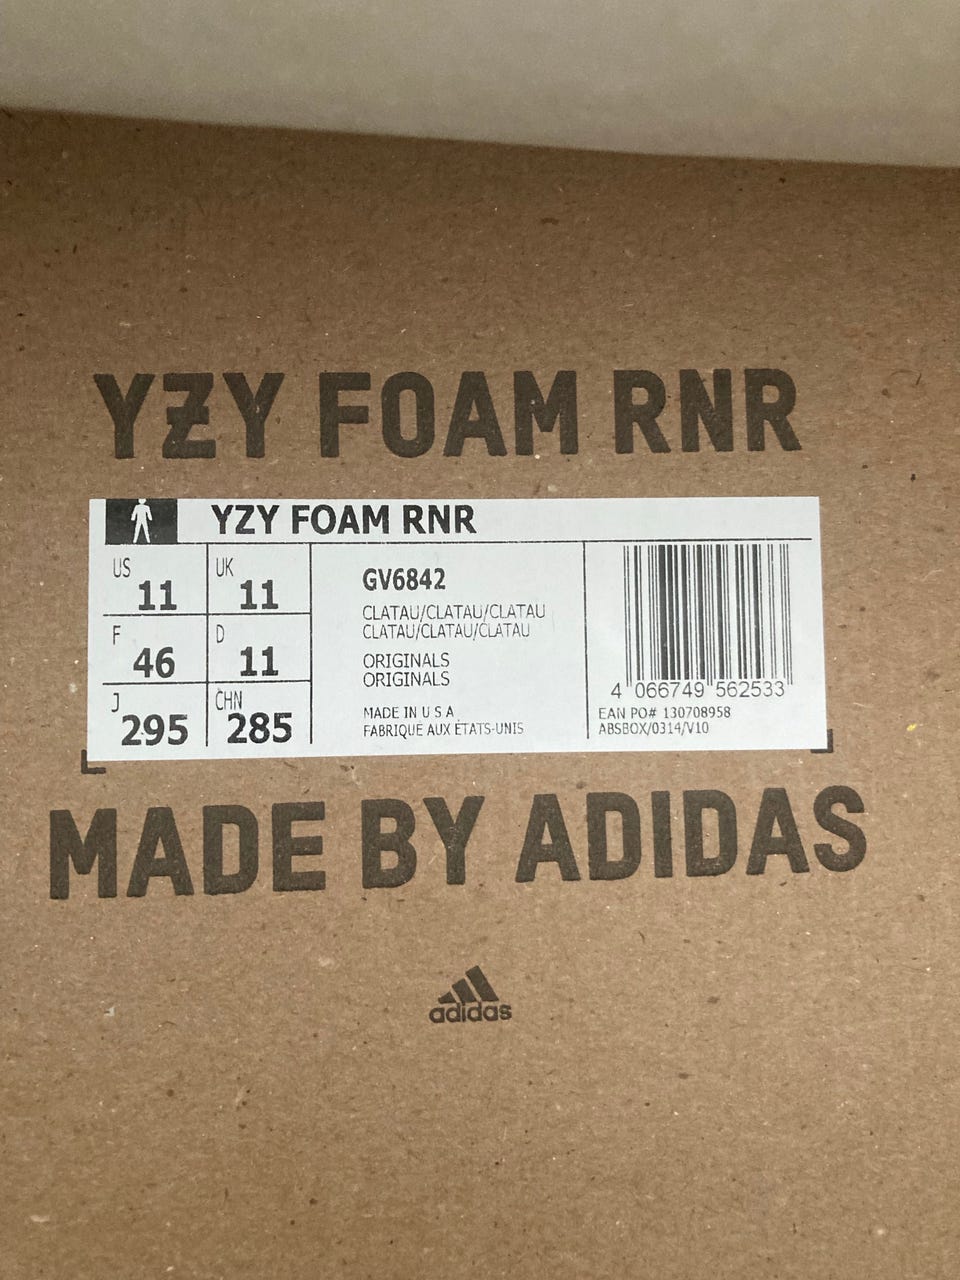 YZY FOAM RNR
YZY FOAM RNR
US
11
UK
11
F
46
D
11
J
295
CHN
285
GV6842
CLATAU/CLATAU/CLATAU
CLATAU/CLATAU/CLATAU
ORIGINALS
ORIGINALS
MADE IN U S A
FABRIQUE AUX ÉTATS-UNIS
4 066749 562533
EAN PO# 130708958
ABSBOX/0314/V10
MADE BY ADIDAS
adidas